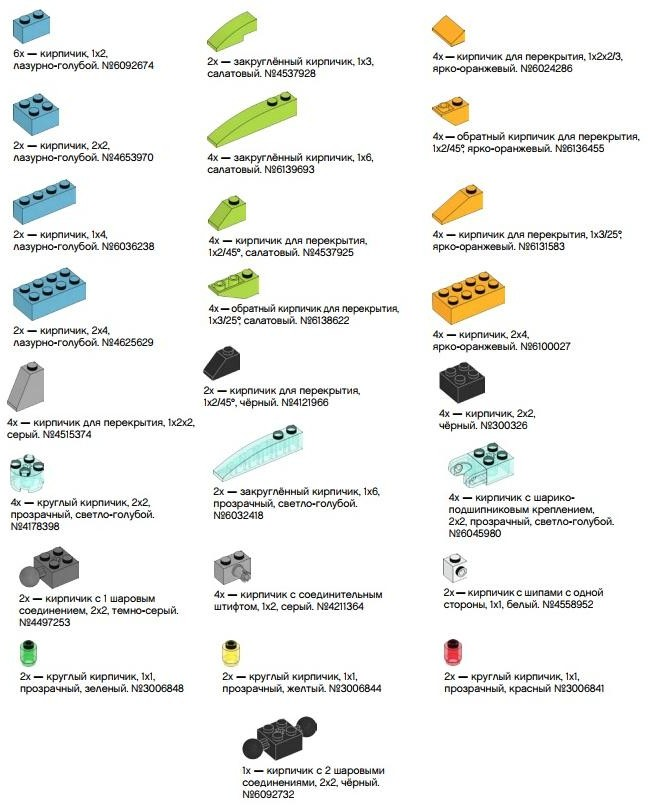 6x — кирпичик, 1x2,
лазурно-голубой. №6092674
2x — закруглённый кирпичик, 1x3,
салатовый. №4537928
4x — кирпичик для перекрытия, 1x2x2/3,
ярко-оранжевый. №6024286
2x — кирпичик, 2x2,
лазурно-голубой. №4653970
4x — закруглённый кирпичик, 1x6,
салатовый. №6139693
4x — обратный кирпичик для перекрытия,
1x2/45°, ярко-оранжевый. №6136455
2x — кирпичик, 1x4,
лазурно-голубой. №6036238
4x — кирпичик для перекрытия,
1x2/45°, салатовый. №4537925
4x — кирпичик для перекрытия, 1x3/25°,
ярко-оранжевый. №6131583
2x — кирпичик, 2x4,
лазурно-голубой. №4625629
4x — обратный кирпичик для перекрытия,
1x3/25°, салатовый. №6138622
4x — кирпичик, 2x4,
ярко-оранжевый. №6100027
4x — кирпичик для перекрытия, 1x2x2,
серый. №4515374
2x — кирпичик для перекрытия,
1x2/45°, чёрный. №4121966
4x — кирпичик, 2x2,
чёрный. №300326
4x — круглый кирпичик, 2x2,
прозрачный, светло-голубой.
№4178398
2x — закруглённый кирпичик, 1x6,
прозрачный, светло-голубой.
№6032418
4x — кирпичик с шарико-
подшипниковым креплением,
2x2, прозрачный, светло-голубой.
№6045980
2x — кирпичик с 1 шаровым
соединением, 2x2, темно-серый.
№4497253
4x — кирпичик с соединительным
штифтом, 1x2, серый. №4211364
2x — кирпичик с шипами с одной
стороны, 1x1, белый. №4558952
2x — круглый кирпичик, 1x1,
прозрачный, зеленый. №3006848
2x — круглый кирпичик, 1x1,
прозрачный, желтый. №3006844
2x — круглый кирпичик, 1x1,
прозрачный, красный №3006841
1x — кирпичик с 2 шаровыми
соединениями, 2x2, чёрный.
№6092732